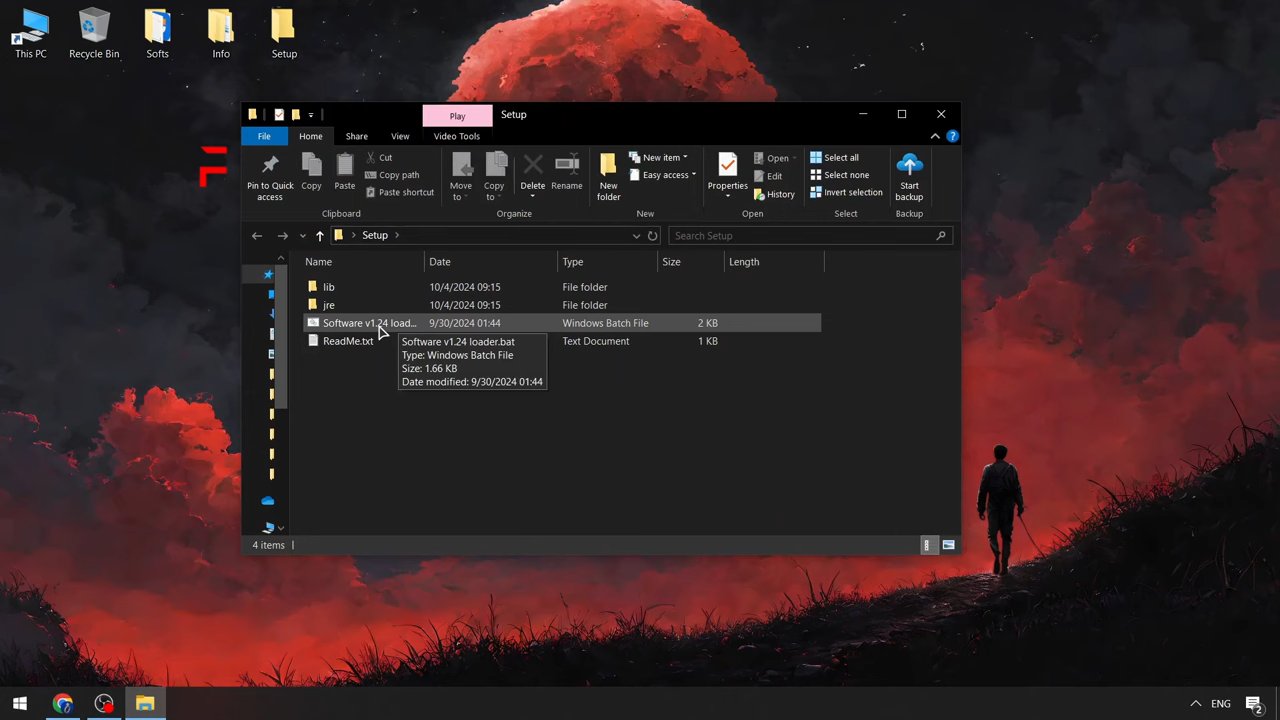 This PC
Recycle Bin
Softs
Info
Setup
Play
Setup
File
Home
Share
View
Video Tools
Pin to Quick access
Copy
Paste
Cut
Copy path
Paste shortcut
Clipboard
Move to
Copy to
Delete
Rename
Organize
New folder
New item
Easy access
New
Properties
Open
Edit
History
Open
Select all
Select none
Invert selection
Select
Start backup
Backup
Setup
Search Setup
Name
Date
Type
Size
Length
lib
10/4/2024 09:15
File folder
jre
10/4/2024 09:15
File folder
Software v1.24 load...
9/30/2024 01:44
Windows Batch File
2 KB
ReadMe.txt
Text Document
1 KB
Software v1.24 loader.bat
Type: Windows Batch File
Size: 1.66 KB
Date modified: 9/30/2024 01:44
4 items
ENG
2